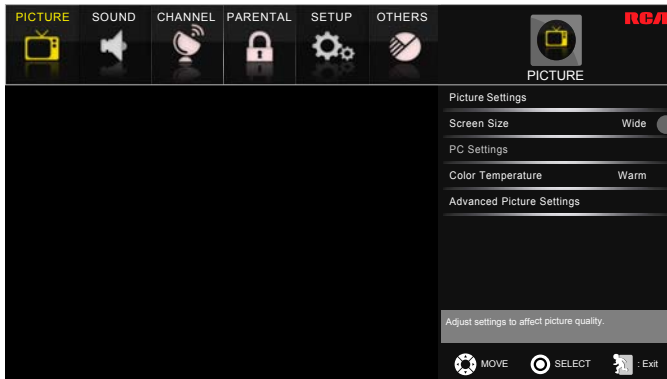 PICTURE SOUND CHANNEL PARENTAL SETUP OTHERS
RCA
PICTURE
Picture Settings
Screen Size Wide
PC Settings
Color Temperature Warm
Advanced Picture Settings
Adjust settings to affect picture quality.
MOVE SELECT : Exit